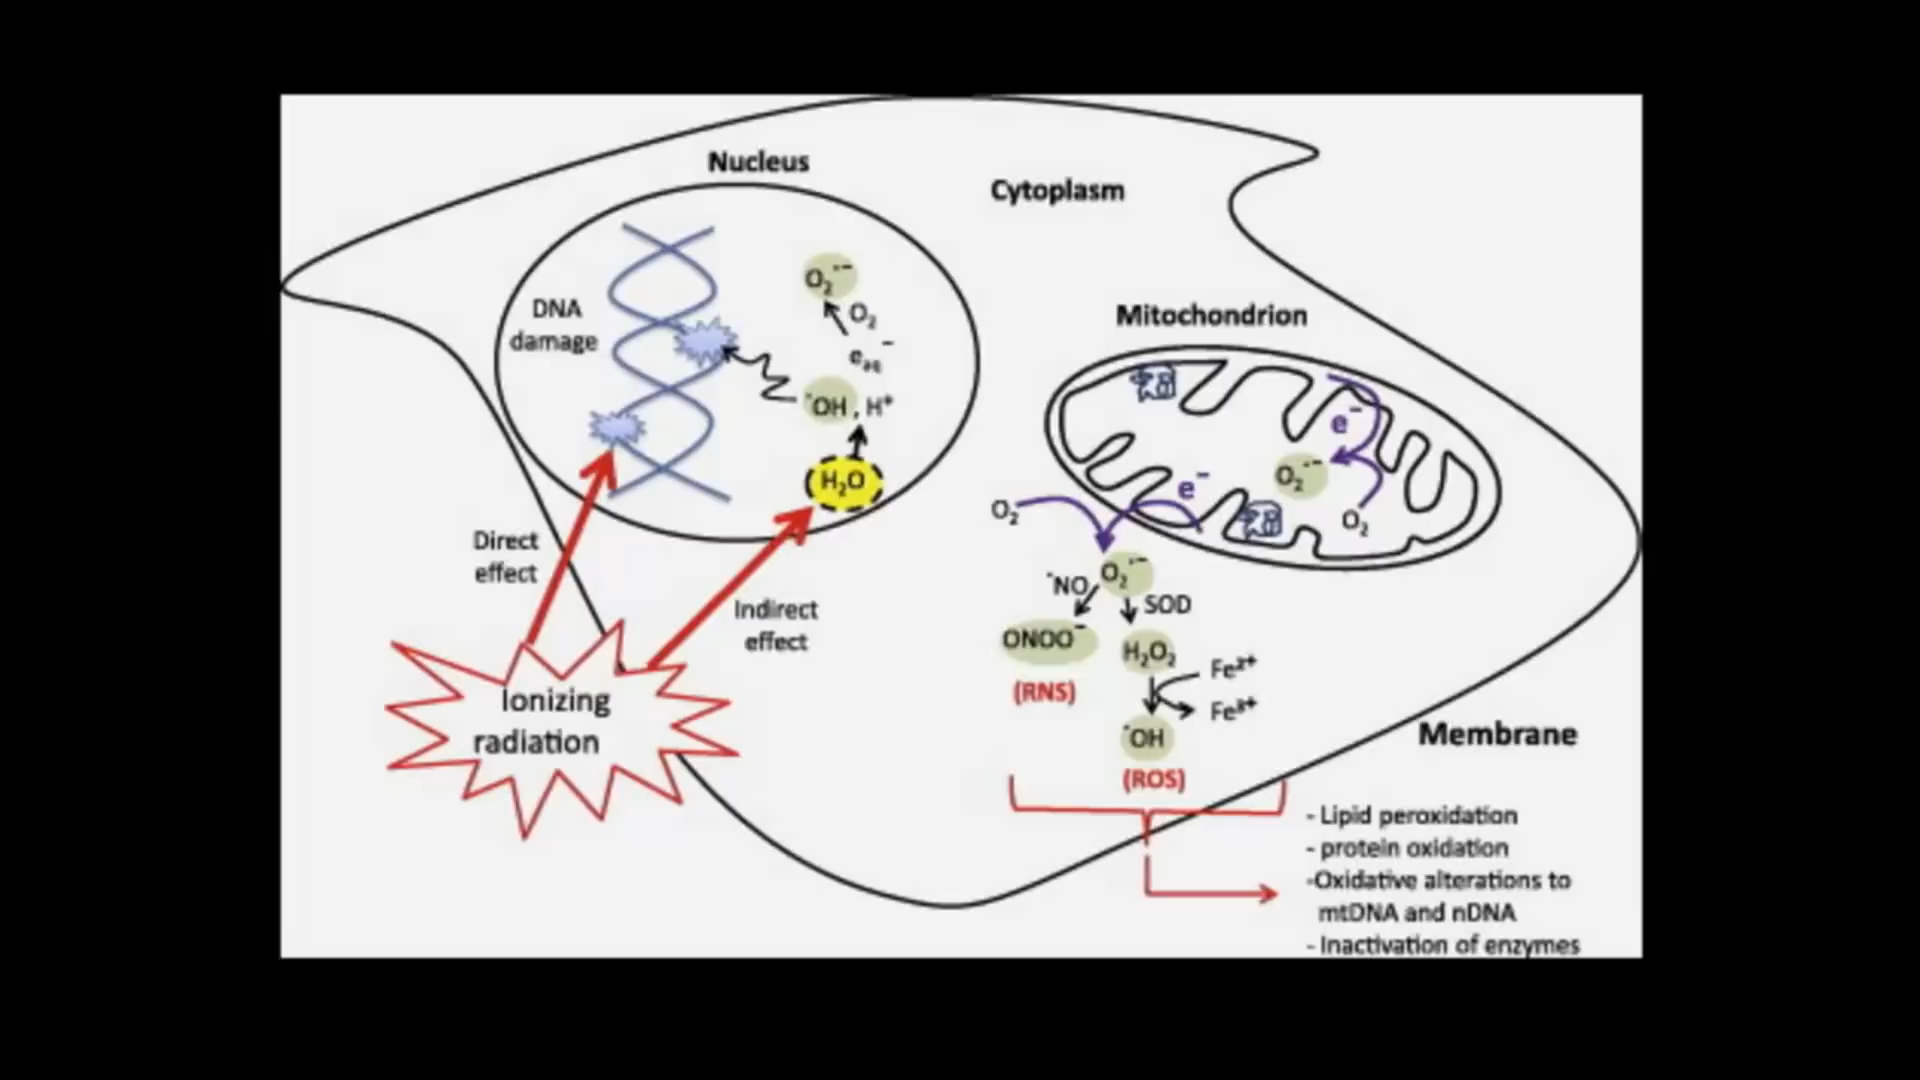 Nucleus
Cytoplasm
DNA
damage
O₂˙⁻
O₂
e
˙OH , H⁺
H₂O
Mitochondrion
e⁻
O₂˙⁻
O₂
e⁻
O₂
O₂˙⁻
˙NO
SOD
ONOO⁻
(RNS)
H₂O₂
Fe²⁺
Fe³⁺
˙OH
(ROS)
Direct
effect
Indirect
effect
Ionizing
radiation
Membrane
- Lipid peroxidation
- protein oxidation
-Oxidative alterations to
mtDNA and nDNA
- Inactivation of enzymes